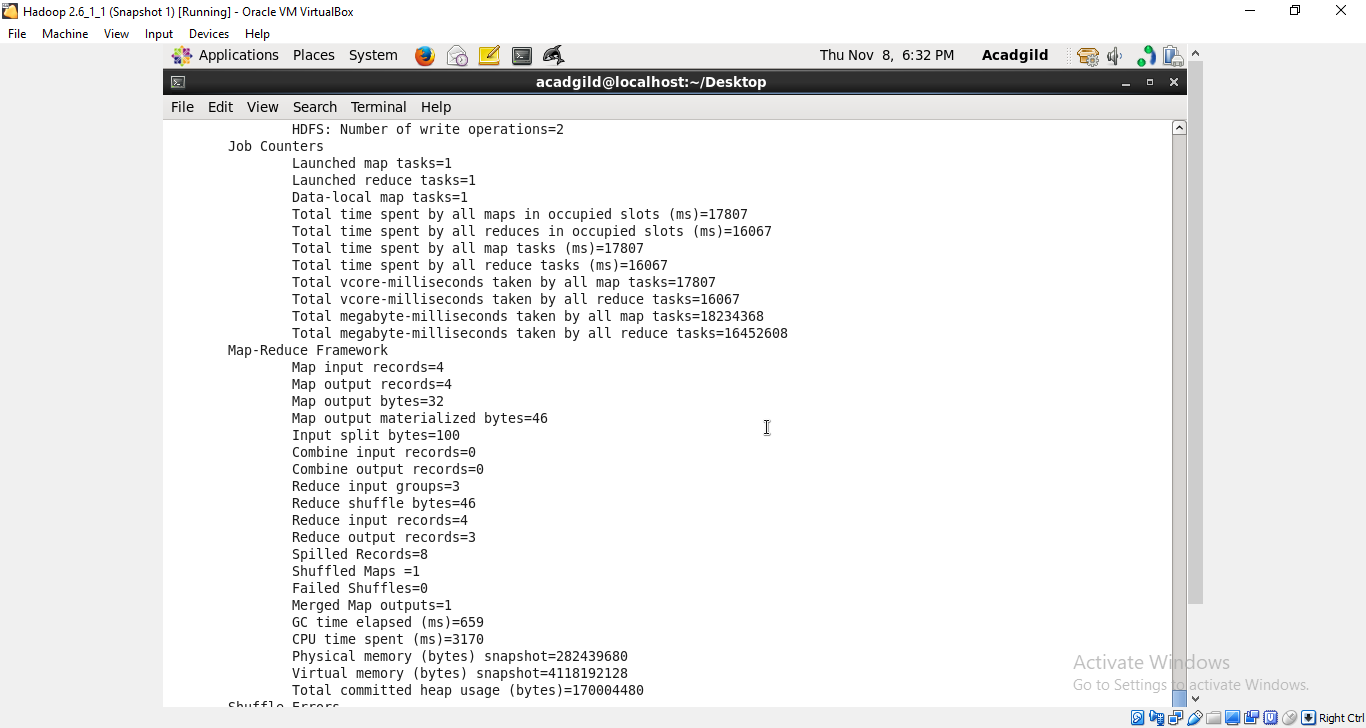 Hadoop 2.6_1_1 (Snapshot 1) [Running] - Oracle VM VirtualBox
File Machine View Input Devices Help
Applications Places System Thu Nov 8, 6:32 PM Acadgild
acadgild@localhost:~/Desktop
File Edit View Search Terminal Help
HDFS: Number of write operations=2
Job Counters
Launched map tasks=1
Launched reduce tasks=1
Data-local map tasks=1
Total time spent by all maps in occupied slots (ms)=17807
Total time spent by all reduces in occupied slots (ms)=16067
Total time spent by all map tasks (ms)=17807
Total time spent by all reduce tasks (ms)=16067
Total vcore-milliseconds taken by all map tasks=17807
Total vcore-milliseconds taken by all reduce tasks=16067
Total megabyte-milliseconds taken by all map tasks=18234368
Total megabyte-milliseconds taken by all reduce tasks=16452608
Map-Reduce Framework
Map input records=4
Map output records=4
Map output bytes=32
Map output materialized bytes=46
Input split bytes=100
Combine input records=0
Combine output records=0
Reduce input groups=3
Reduce shuffle bytes=46
Reduce input records=4
Reduce output records=3
Spilled Records=8
Shuffled Maps =1
Failed Shuffles=0
Merged Map outputs=1
GC time elapsed (ms)=659
CPU time spent (ms)=3170
Physical memory (bytes) snapshot=282439680
Virtual memory (bytes) snapshot=4118192128
Total committed heap usage (bytes)=170004480
Shuffle Errors
Activate Windows
Go to Settings to activate Windows.
Right Ctrl